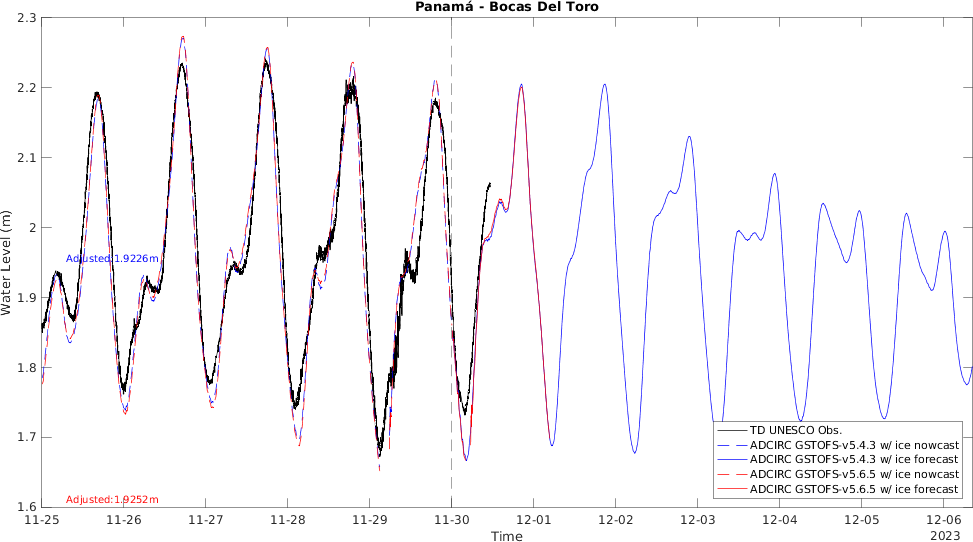 Panamá - Bocas Del Toro
2.3
2.2
2.1
2
1.9
1.8
1.7
1.6
Water Level (m)
Adjusted:1.9226m
Adjusted:1.9252m
TD UNESCO Obs.
ADCIRC GSTOFS-v5.4.3 w/ ice nowcast
ADCIRC GSTOFS-v5.4.3 w/ ice forecast
ADCIRC GSTOFS-v5.6.5 w/ ice nowcast
ADCIRC GSTOFS-v5.6.5 w/ ice forecast
11-25 11-26 11-27 11-28 11-29 11-30 12-01 12-02 12-03 12-04 12-05 12-06
Time
2023